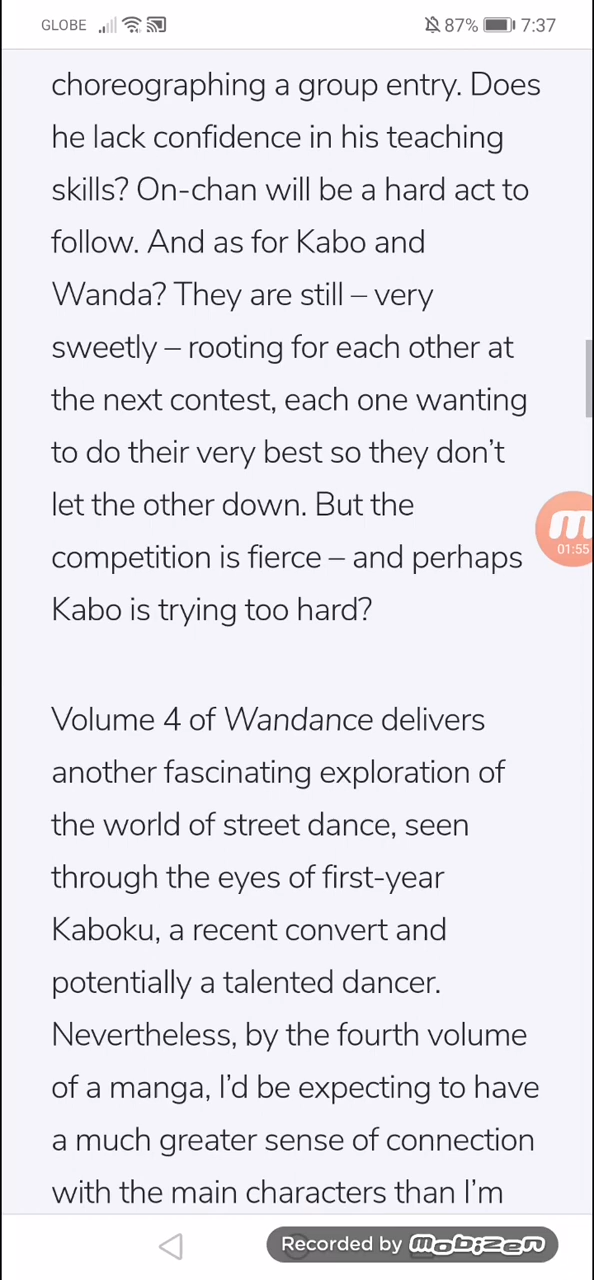 GLOBE 87% 7:37
choreographing a group entry. Does
he lack confidence in his teaching
skills? On-chan will be a hard act to
follow. And as for Kabo and
Wanda? They are still – very
sweetly – rooting for each other at
the next contest, each one wanting
to do their very best so they don’t
let the other down. But the
m
01:55
competition is fierce – and perhaps
Kabo is trying too hard?
Volume 4 of Wandance delivers
another fascinating exploration of
the world of street dance, seen
through the eyes of first-year
Kaboku, a recent convert and
potentially a talented dancer.
Nevertheless, by the fourth volume
of a manga, I’d be expecting to have
a much greater sense of connection
with the main characters than I’m
Recorded by mobizen